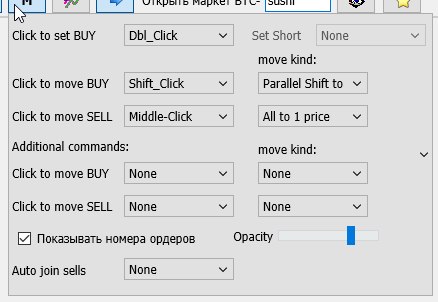 M Открыть Маркет BTC- sushi
Click to set BUY Dbl_Click Set Short None
move kind:
Click to move BUY Shift_Click Parallel Shift to
Click to move SELL Middle-Click All to 1 price
Additional commands: move kind:
Click to move BUY None None
Click to move SELL None None
Показывать номера ордеров Opacity
Auto join sells None